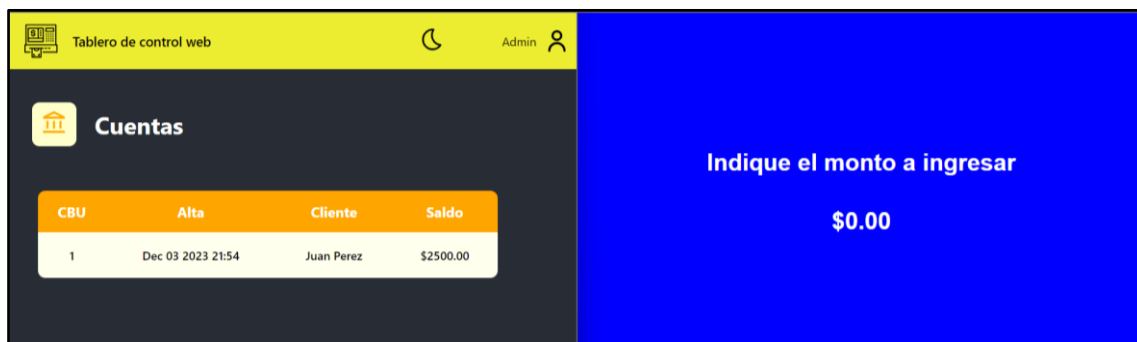 Tablero de control web
Admin
Cuentas
CBU Alta Cliente Saldo
1 Dec 03 2023 21:54 Juan Perez $2500.00
Indique el monto a ingresar
$0.00